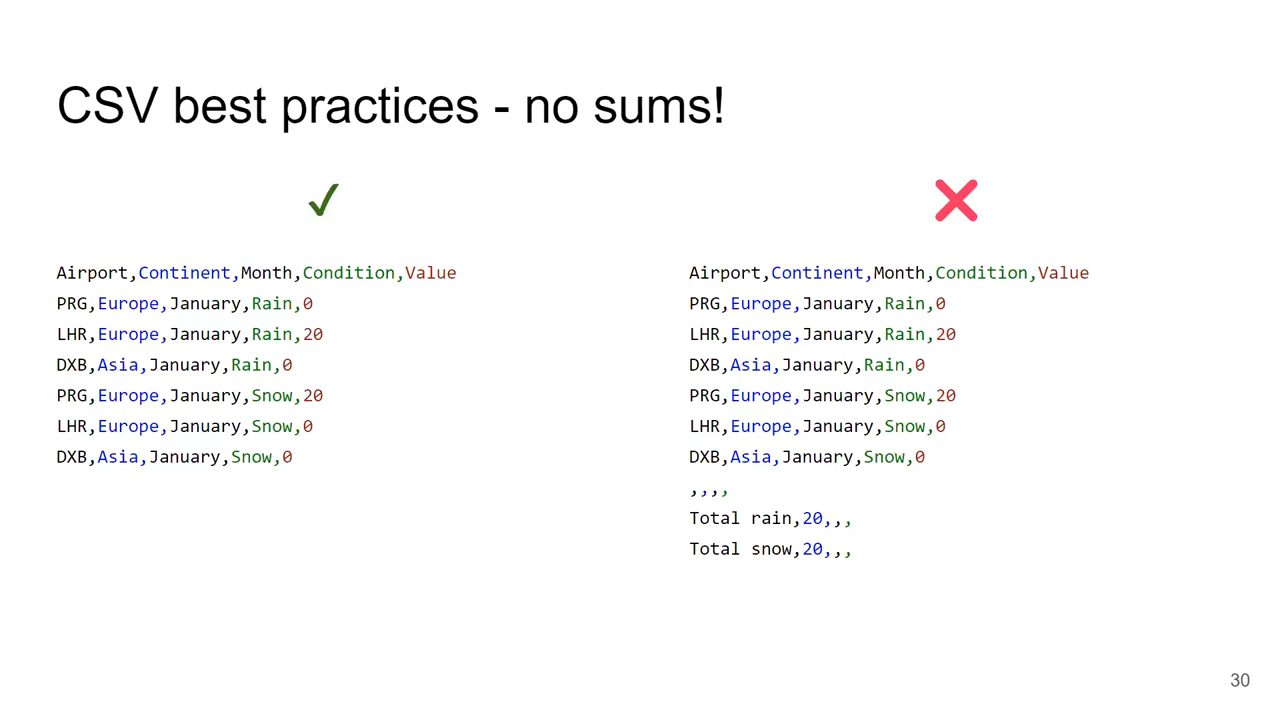 CSV best practices - no sums!
Airport,Continent,Month,Condition,Value
PRG,Europe,January,Rain,0
LHR,Europe,January,Rain,20
DXB,Asia,January,Rain,0
PRG,Europe,January,Snow,20
LHR,Europe,January,Snow,0
DXB,Asia,January,Snow,0
Airport,Continent,Month,Condition,Value
PRG,Europe,January,Rain,0
LHR,Europe,January,Rain,20
DXB,Asia,January,Rain,0
PRG,Europe,January,Snow,20
LHR,Europe,January,Snow,0
DXB,Asia,January,Snow,0
,,,,
Total rain,20,,,
Total snow,20,,,
30